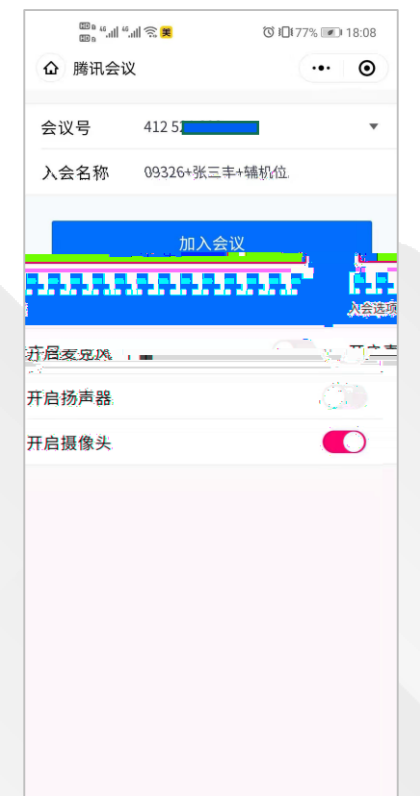 77% 18:08
腾讯会议
会议号 412 5
入会名称 09326+张三丰+辅机位
加入会议
入会选项
开启麦克风
开启扬声器
开启摄像头